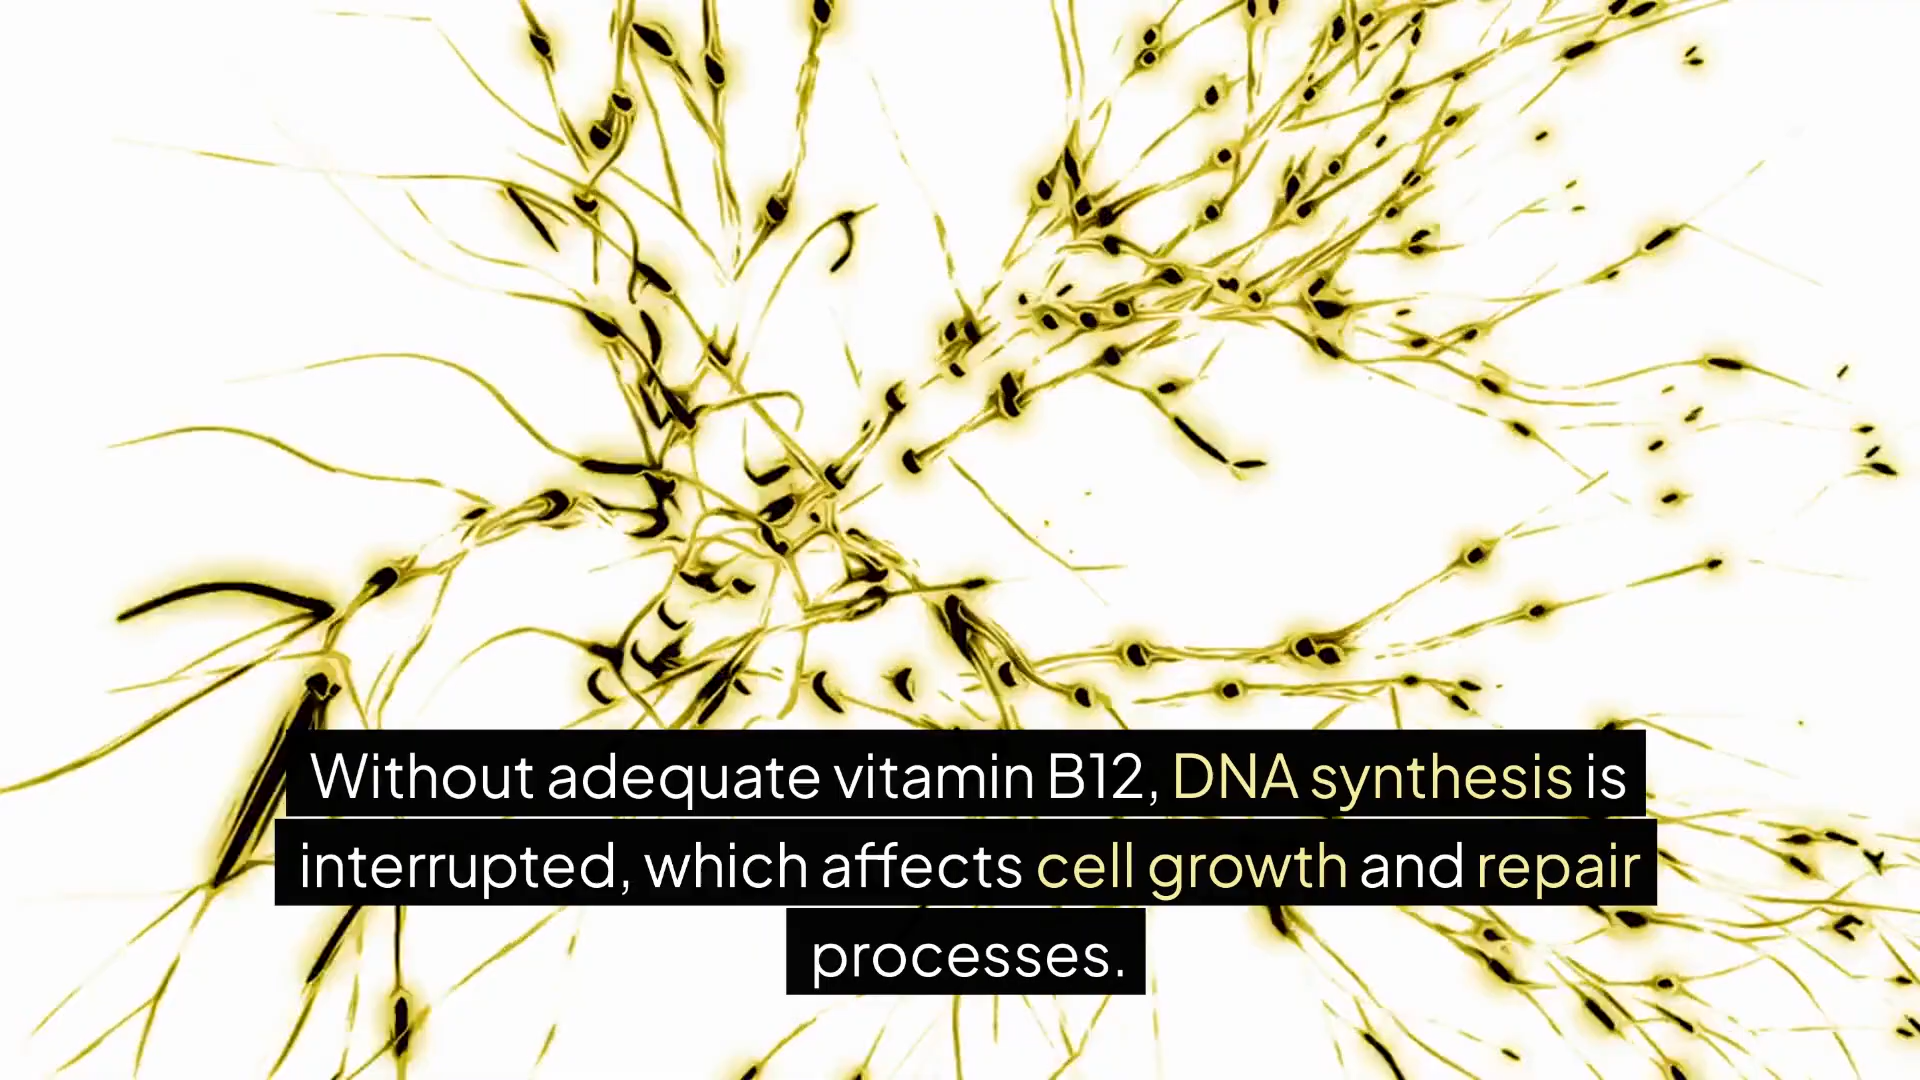 Without adequate vitamin B12, DNA synthesis is
interrupted, which affects cell growth and repair
processes.